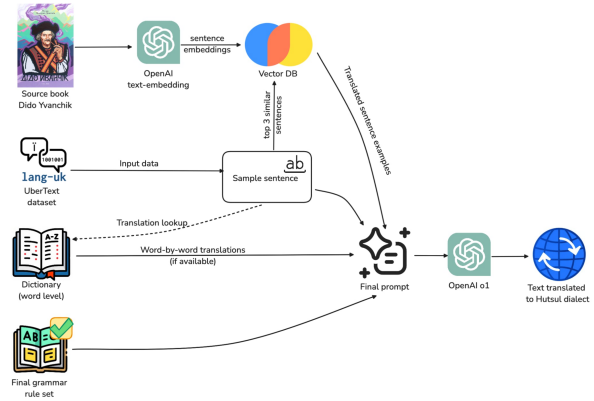 ДІДО ИВАНЧІК
Source book
Dido Yvanchik
OpenAI
text-embedding
sentence
embeddings
Vector DB
top 3 similar
sentences
Translated sentence examples
ї
1001001
lang-uk
UberText
dataset
Input data
ab
Sample sentence
Translation lookup
A-Z
Dictionary
(word level)
Word-by-word translations
(if available)
Final prompt
OpenAI o1
Text translated
to Hutsul dialect
AB
Final grammar
rule set